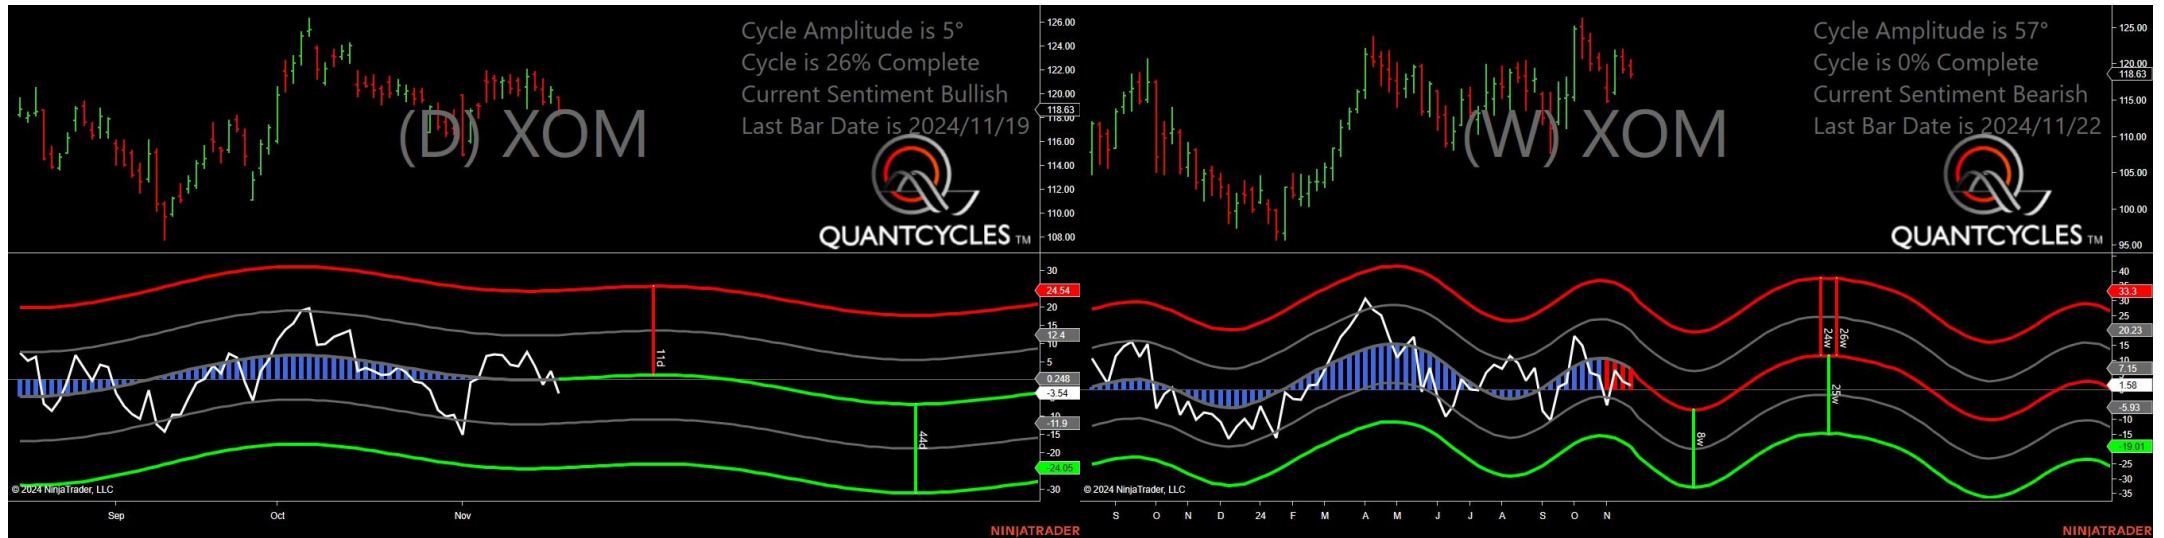 Cycle Amplitude is 5°
Cycle is 26% Complete
Current Sentiment Bullish
Last Bar Date is 2024/11/19
(D) XOM
QUANTCYCLES TM
126.00
124.00
122.00
120.00
118.63
118.00
116.00
114.00
112.00
110.00
108.00
30
24.54
20
15
12.4
10
5
0.248
-3.54
-10
-11.9
-15
-20
-24.05
-30
11d
44d
© 2024 NinjaTrader, LLC
Sep
Oct
Nov
NINJATRADER
Cycle Amplitude is 57°
Cycle is 0% Complete
Current Sentiment Bearish
Last Bar Date is 2024/11/22
(W) XOM
QUANTCYCLES TM
125.00
120.00
118.63
115.00
110.00
105.00
100.00
95.00
40
33.3
30
25
20.23
15
10
7.15
1.58
-5.93
-10
-15
-19.01
-25
-30
-35
24w
26w
25w
8w
© 2024 NinjaTrader, LLC
S
O
N
D
24
F
M
A
M
J
J
A
S
O
N
NINJATRADER